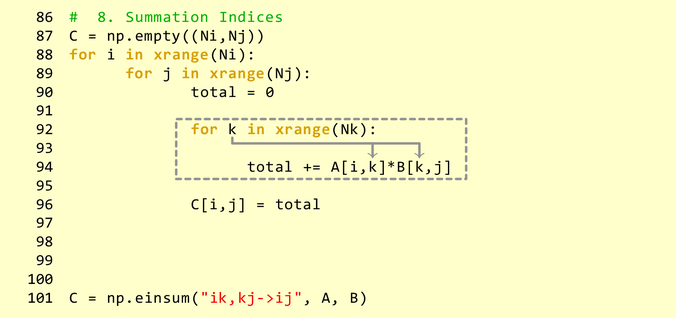 86 # 8. Summation Indices
87 C = np.empty((Ni,Nj))
88 for i in xrange(Ni):
89 for j in xrange(Nj):
90 total = 0
91
92 for k in xrange(Nk):
93
94 total += A[i,k]*B[k,j]
95
96 C[i,j] = total
97
98
99
100
101 C = np.einsum("ik,kj->ij", A, B)